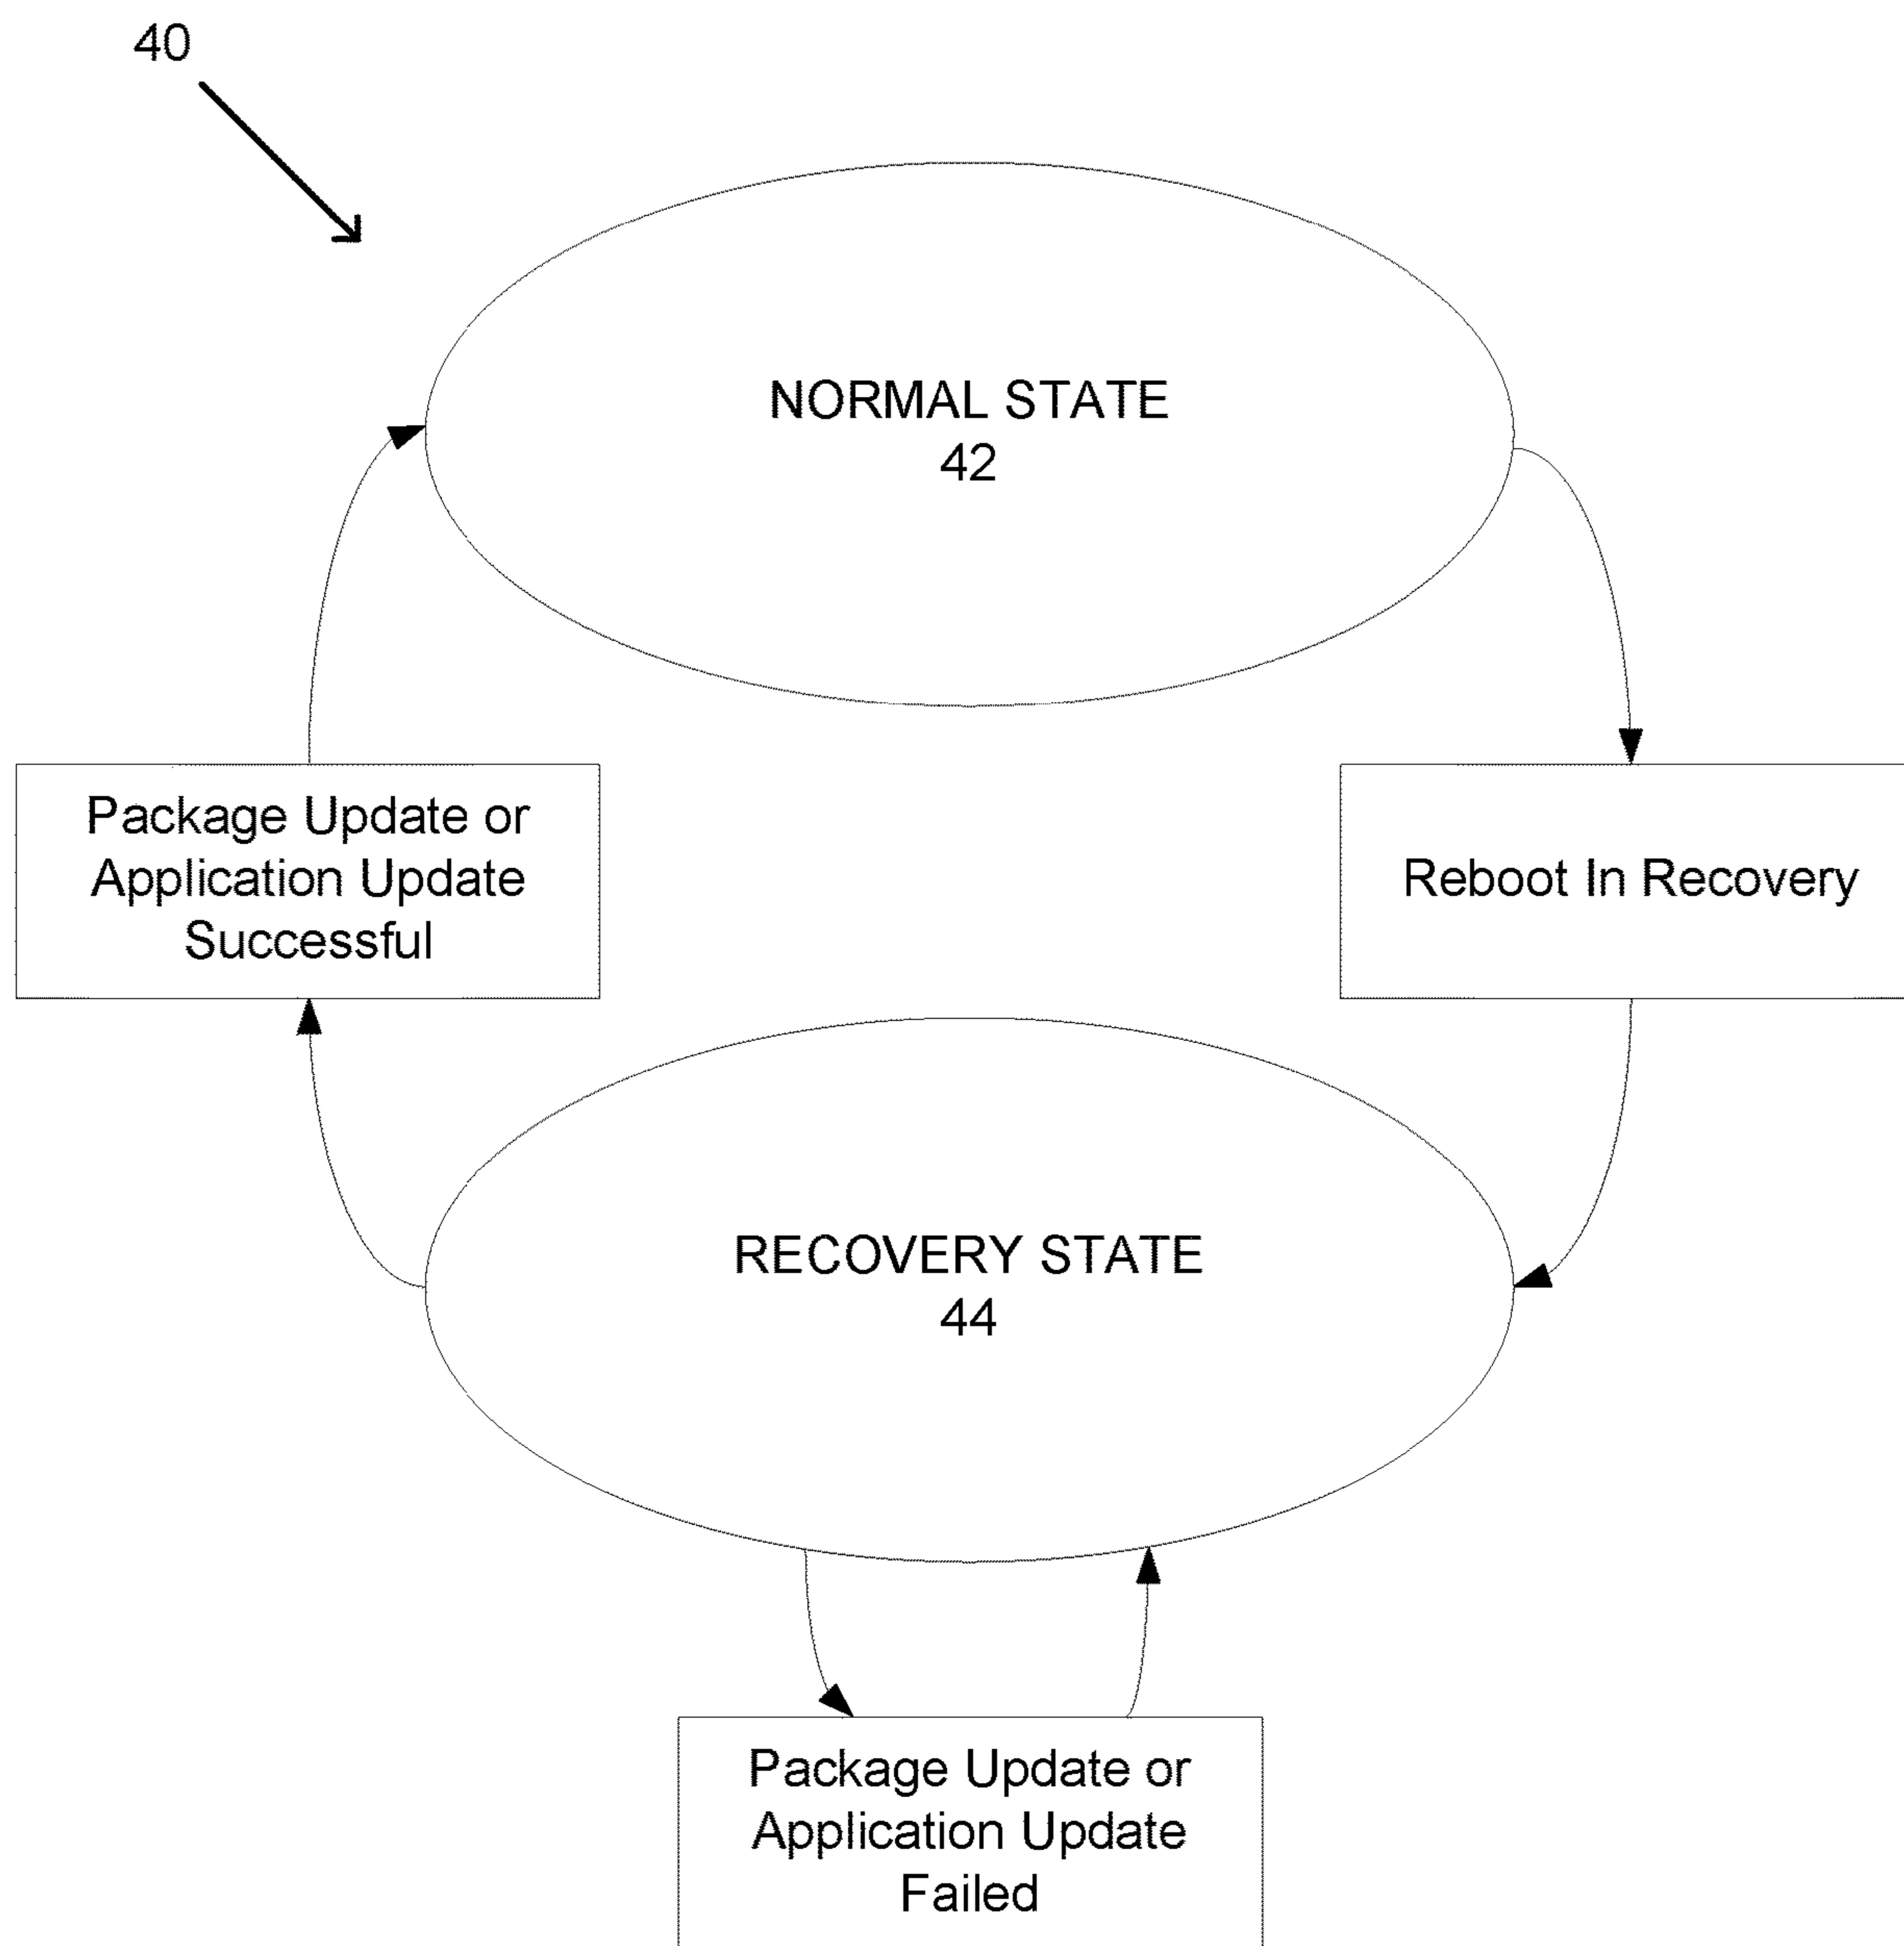 40
NORMAL STATE
42
Package Update or
Application Update
Successful
Reboot In Recovery
RECOVERY STATE
44
Package Update or
Application Update
Failed